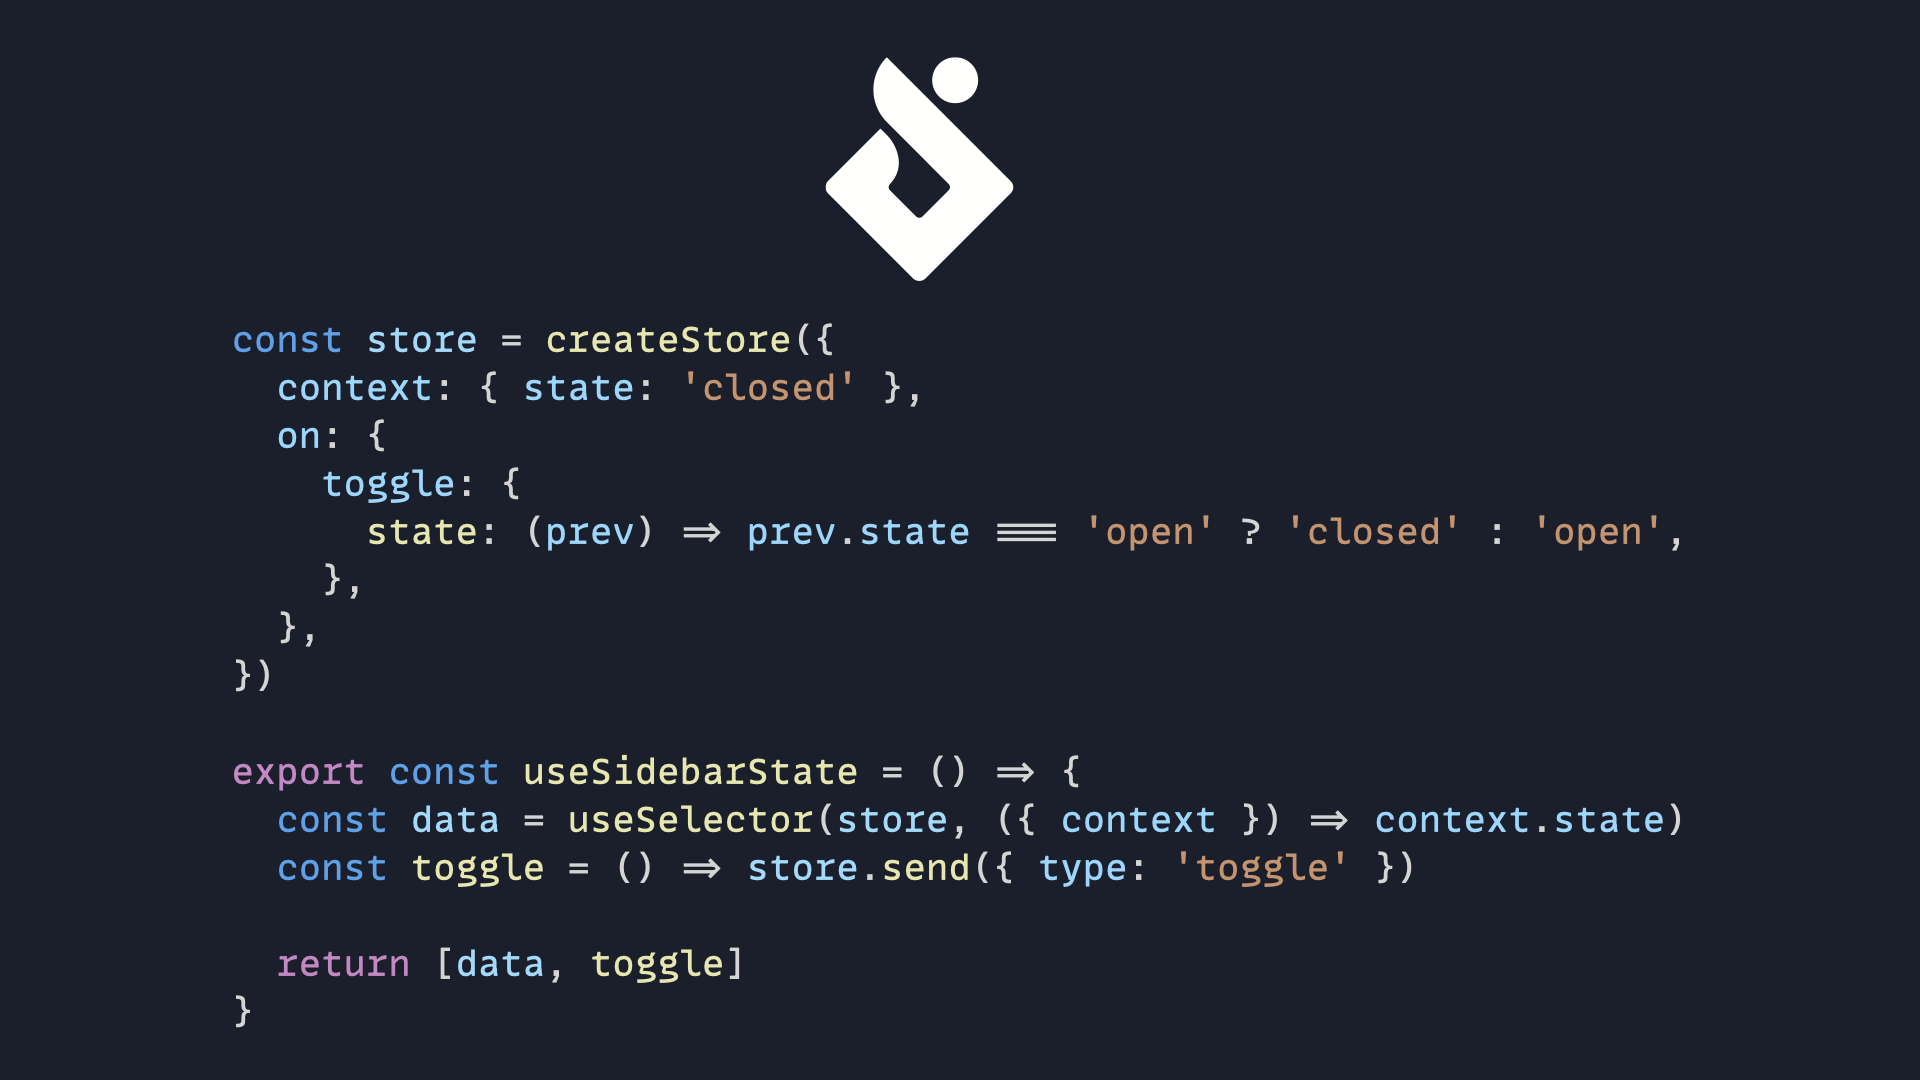 const store = createStore({
  context: { state: 'closed' },
  on: {
    toggle: {
      state: (prev) => prev.state === 'open' ? 'closed' : 'open',
    },
  },
})

export const useSidebarState = () => {
  const data = useSelector(store, ({ context }) => context.state)
  const toggle = () => store.send({ type: 'toggle' })

  return [data, toggle]
}